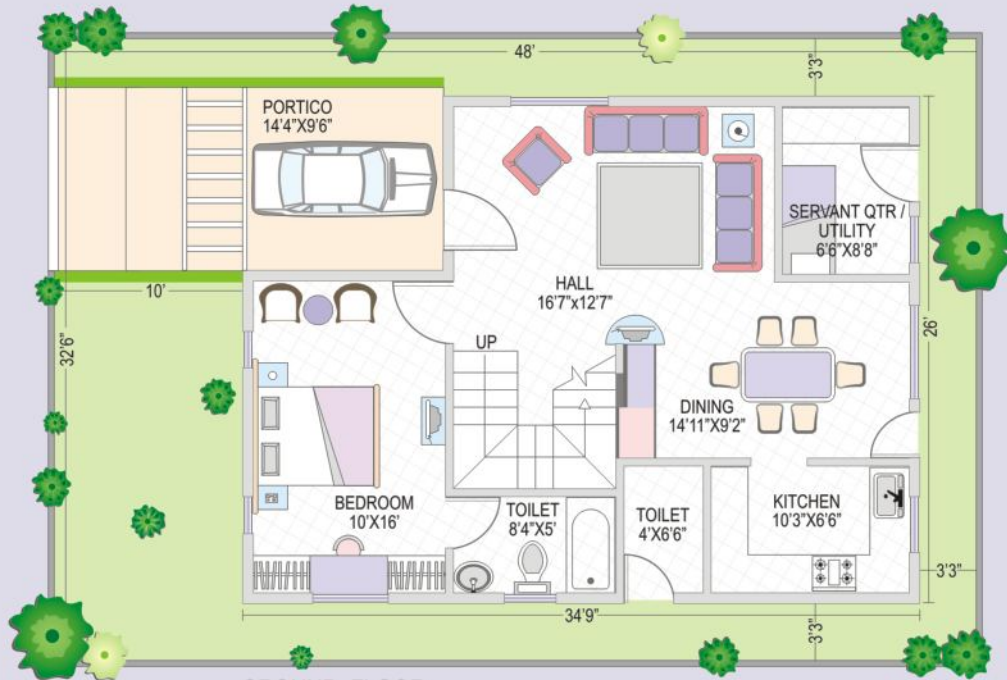 48'
3'3"
PORTICO
14'4"X9'6"
SERVANT QTR /
UTILITY
6'6"X8'8"
HALL
16'7"x12'7"
10'
32'6"
26'
UP
DINING
14'11"X9'2"
BEDROOM
10'X16'
TOILET
8'4"X5'
TOILET
4'X6'6"
KITCHEN
10'3"X6'6"
3'3"
34'9"
3'3"